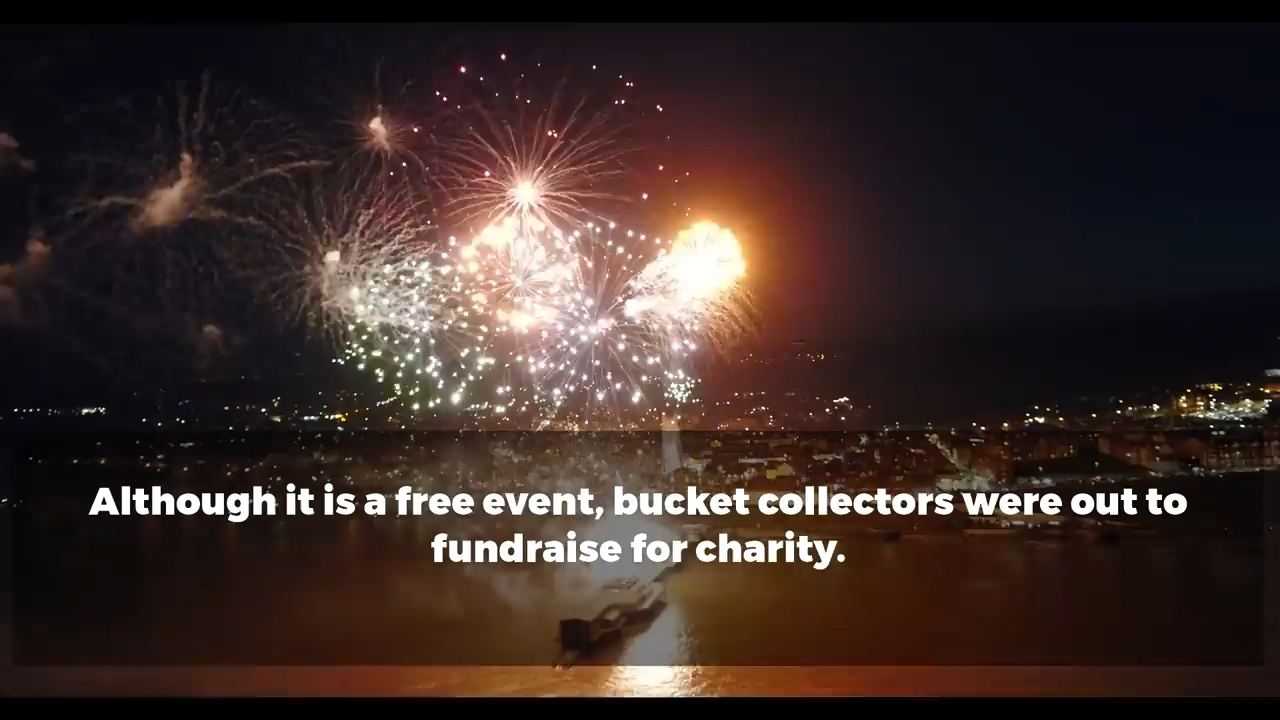 Although it is a free event, bucket collectors were out to
fundraise for charity.